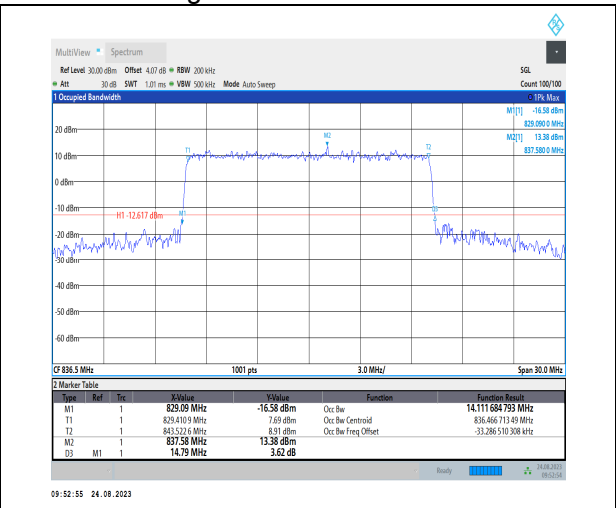 MultiView Spectrum
Ref Level 30.00 dBm Offset 4.07 dB RBW 200 kHz SGL
Att 30 dB SWT 1.01 ms VBW 500 kHz Mode Auto Sweep Count 100/100
1 Occupied Bandwidth 1Pk Max
M1[1] -16.58 dBm
829.090 0 MHz
M2[1] 13.38 dBm
837.580 0 MHz
20 dBm
M2
T1
T2
10 dBm
0 dBm
-10 dBm
H1 -12.617 dBm
M1
D3
-20 dBm
-30 dBm
-40 dBm
-50 dBm
-60 dBm
CF 836.5 MHz 1001 pts 3.0 MHz/ Span 30.0 MHz
2 Marker Table
Type Ref Trc X-Value Y-Value Function Function Result
M1 1 829.09 MHz -16.58 dBm Occ Bw 14.111 684 793 MHz
T1 1 829.410 9 MHz 7.69 dBm Occ Bw Centroid 836.466 713 49 MHz
T2 1 843.522 6 MHz 8.91 dBm Occ Bw Freq Offset -33.286 510 308 kHz
M2 1 837.58 MHz 13.38 dBm
D3 M1 1 14.79 MHz 3.62 dB
Ready 24.08.2023
09:52:54
09:52:55 24.08.2023